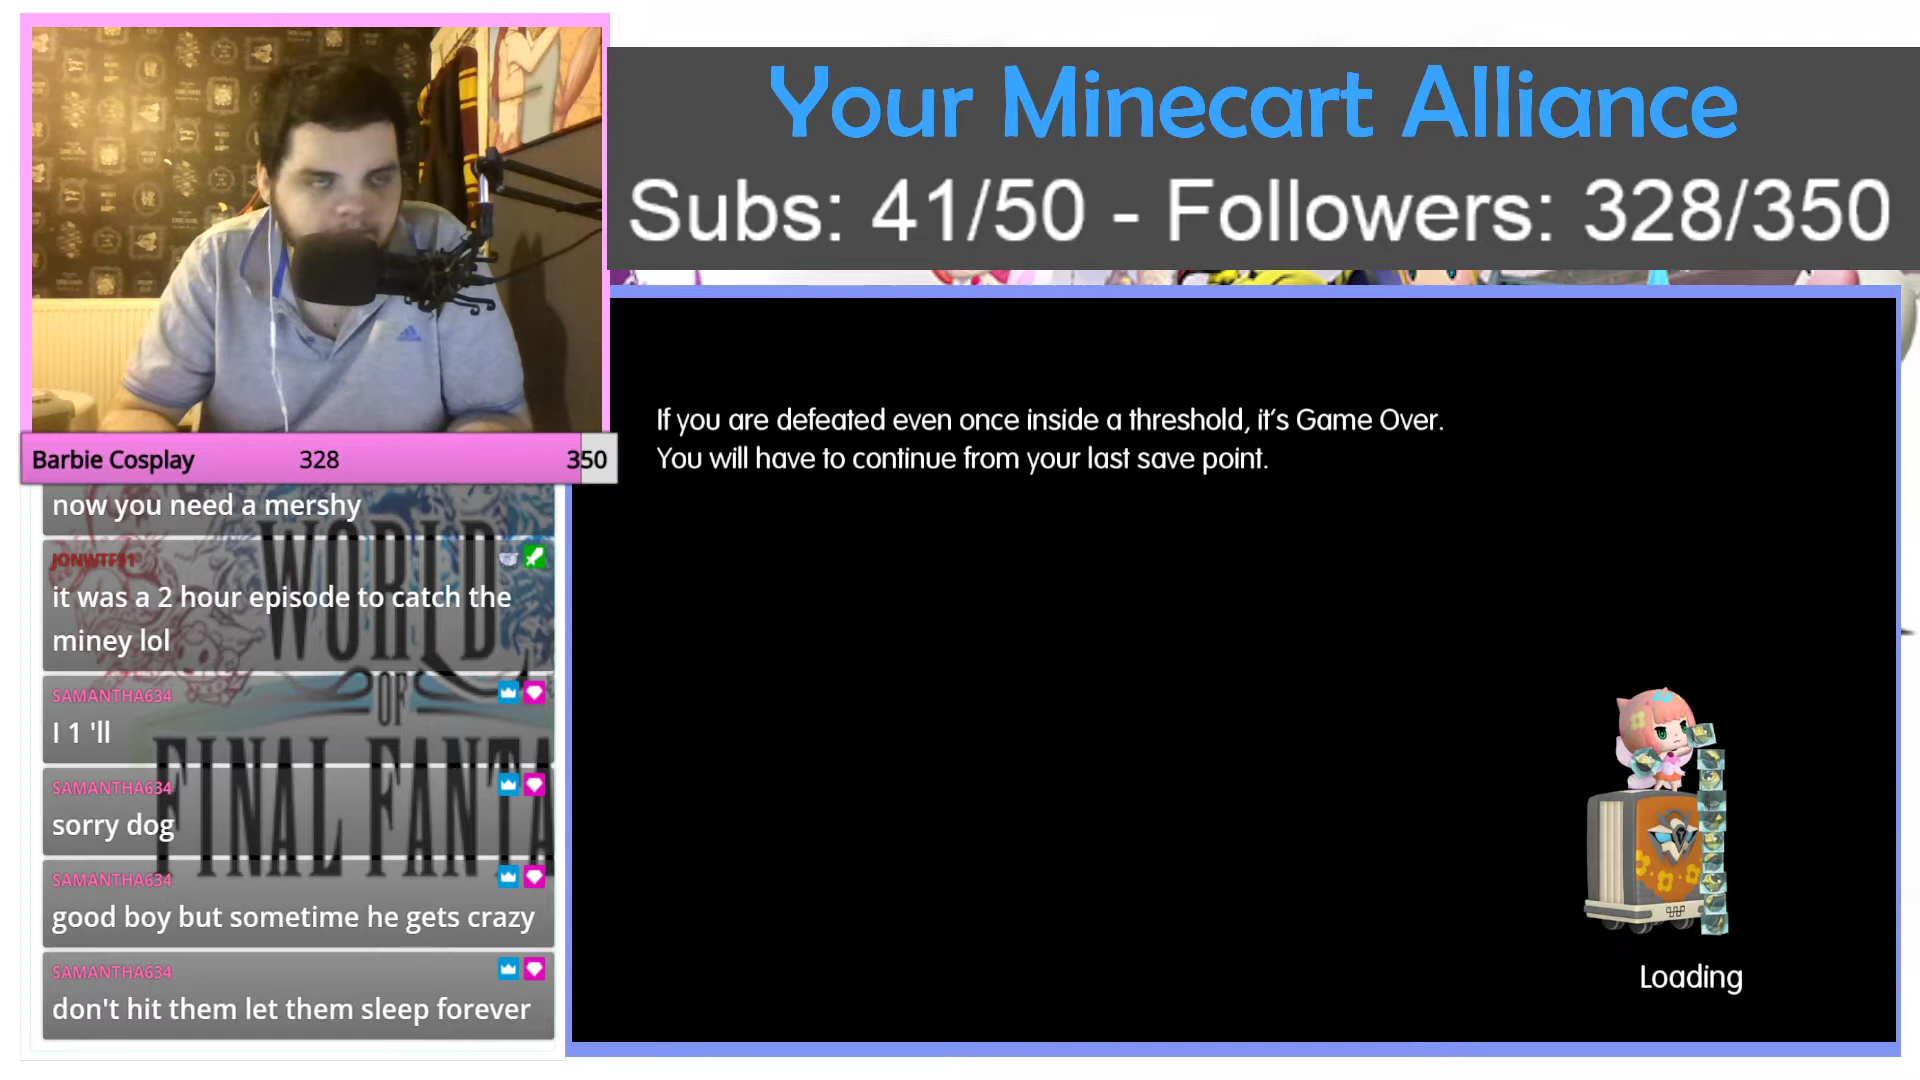 Your Minecart Alliance
Subs: 41/50 - Followers: 328/350
If you are defeated even once inside a threshold, it's Game Over.
You will have to continue from your last save point.
Barbie Cosplay 328 350
now you need a mershy
JONWTF91
it was a 2 hour episode to catch the
miney lol
SAMANTHA634
I 1 'll
SAMANTHA634
sorry dog
SAMANTHA634
good boy but sometime he gets crazy
SAMANTHA634
don't hit them let them sleep forever
WORLD
OF
FINAL FANTA
Loading